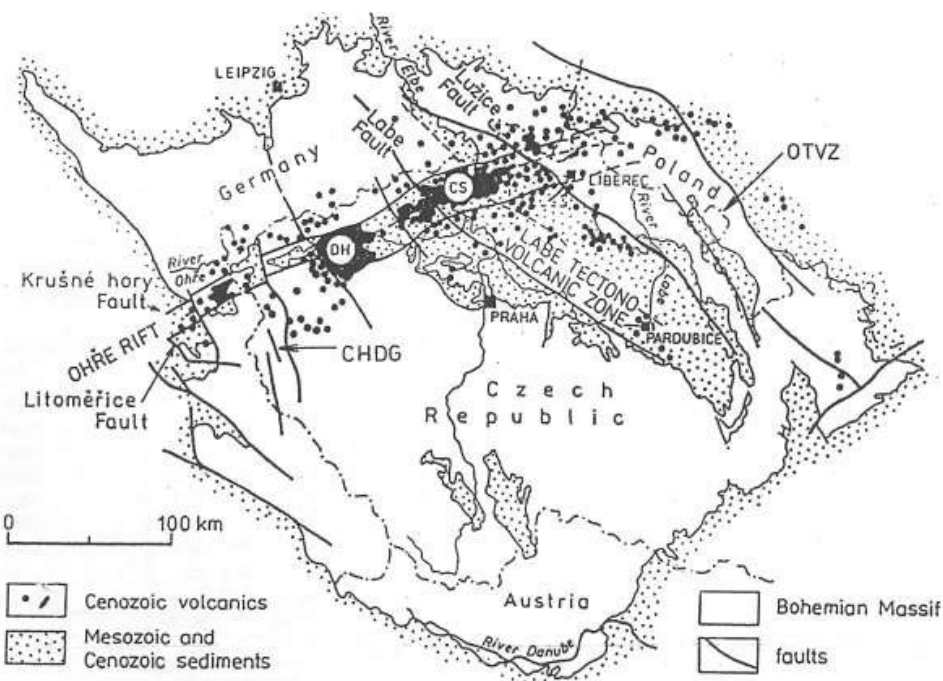 River
Elbe
LEIPZIG
Lužice
Fault
Labe
Fault
Germany
Poland
OTVZ
CS
LIBEREC
River
Labe
DH
LABE TECTONO-
VOLCANIC ZONE
River
Ohře
Krušné hory
Fault
PRAHA
PARDUBICE
OHŘE RIFT
CHDG
Litoměřice
Fault
Czech
Republic
0 100 km
Austria
River Danube
Cenozoic volcanics
Mesozoic and
Cenozoic sediments
Bohemian Massif
faults